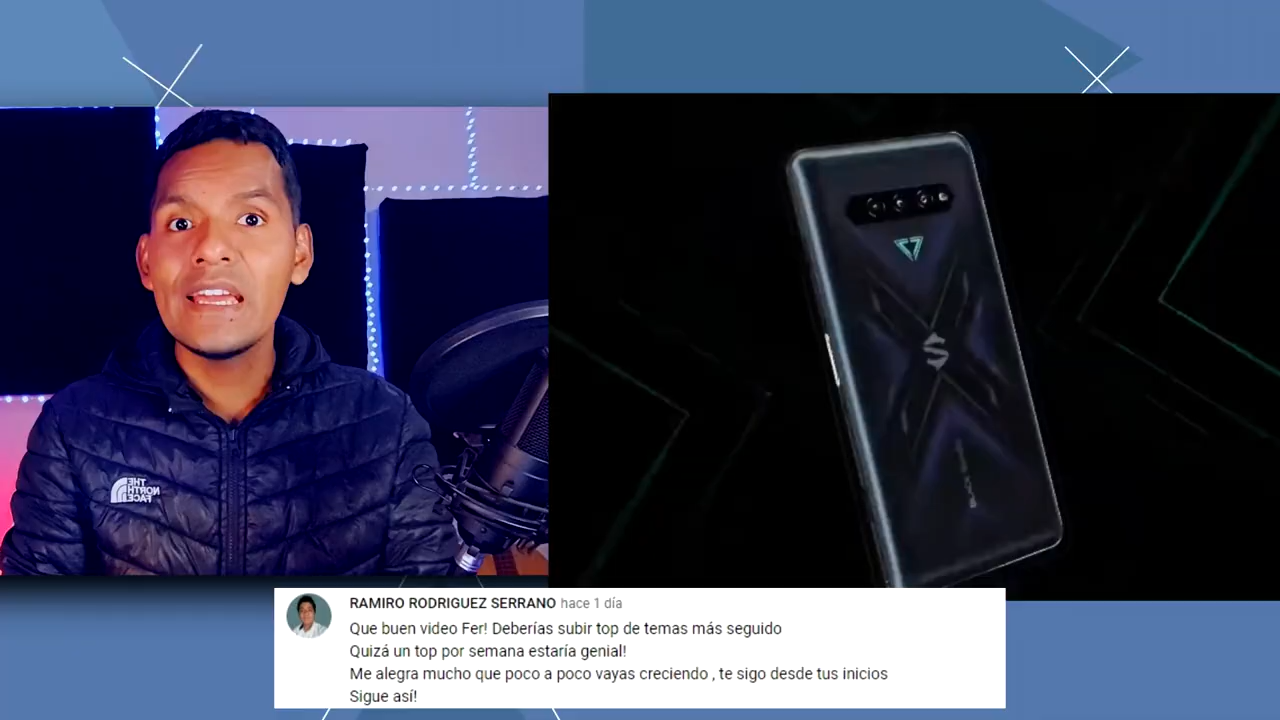 THE
NORTH
FACE
RAMIRO RODRIGUEZ SERRANO hace 1 día
Que buen video Fer! Deberías subir top de temas más seguido
Quizá un top por semana estaría genial!
Me alegra mucho que poco a poco vayas creciendo , te sigo desde tus inicios
Sigue así!